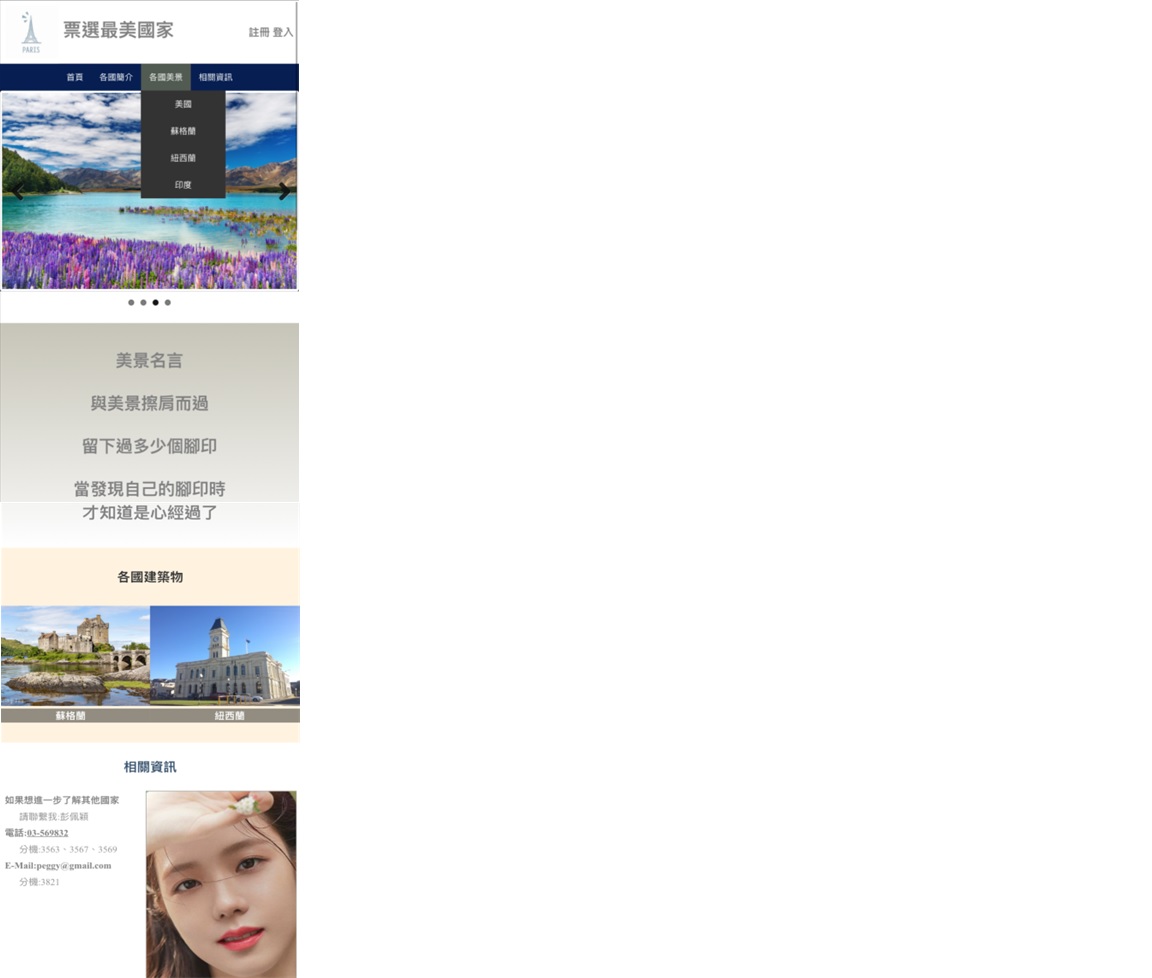 PARIS
票選最美國家
註冊 登入
首頁 各國簡介 各國美景 相關資訊
美國
蘇格蘭
紐西蘭
印度
美景名言
與美景擦肩而過
留下過多少個腳印
當發現自己的腳印時
才知道是心經過了
各國建築物
蘇格蘭 紐西蘭
相關資訊
如果想進一步了解其他國家
請聯繫我:彭佩穎
電話:03-569832
分機:3563、3567、3569
E-Mail:peggy@gmail.com
分機:3821